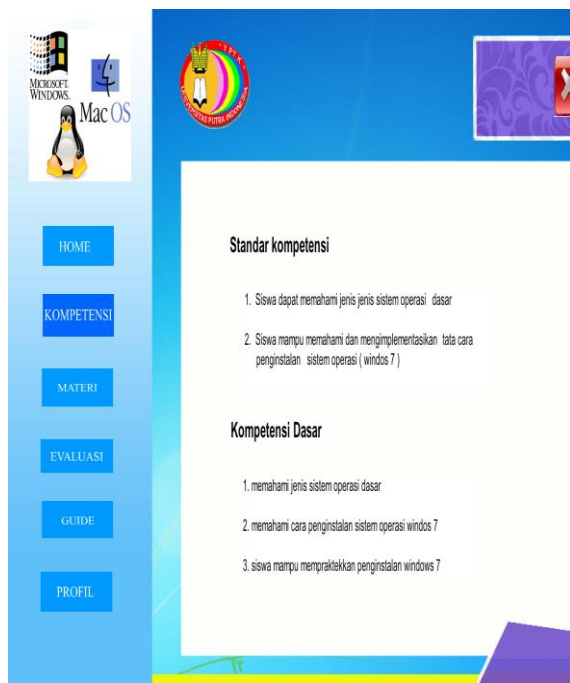 MICROSOFT
WINDOWS.
Mac OS
Y P T K
UNIVERSITAS PUTRA INDONESIA
HOME
KOMPETENSI
MATERI
EVALUASI
GUIDE
PROFIL
Standar kompetensi
1. Siswa dapat memahami jenis jenis sistem operasi dasar
2. Siswa mampu memahami dan mengimplementasikan tata cara
penginstalan sistem operasi ( windos 7 )
Kompetensi Dasar
1. memahami jenis sistem operasi dasar
2. memahami cara penginstalan sistem operasi windos 7
3. siswa mampu mempraktekkan penginstalan windows 7